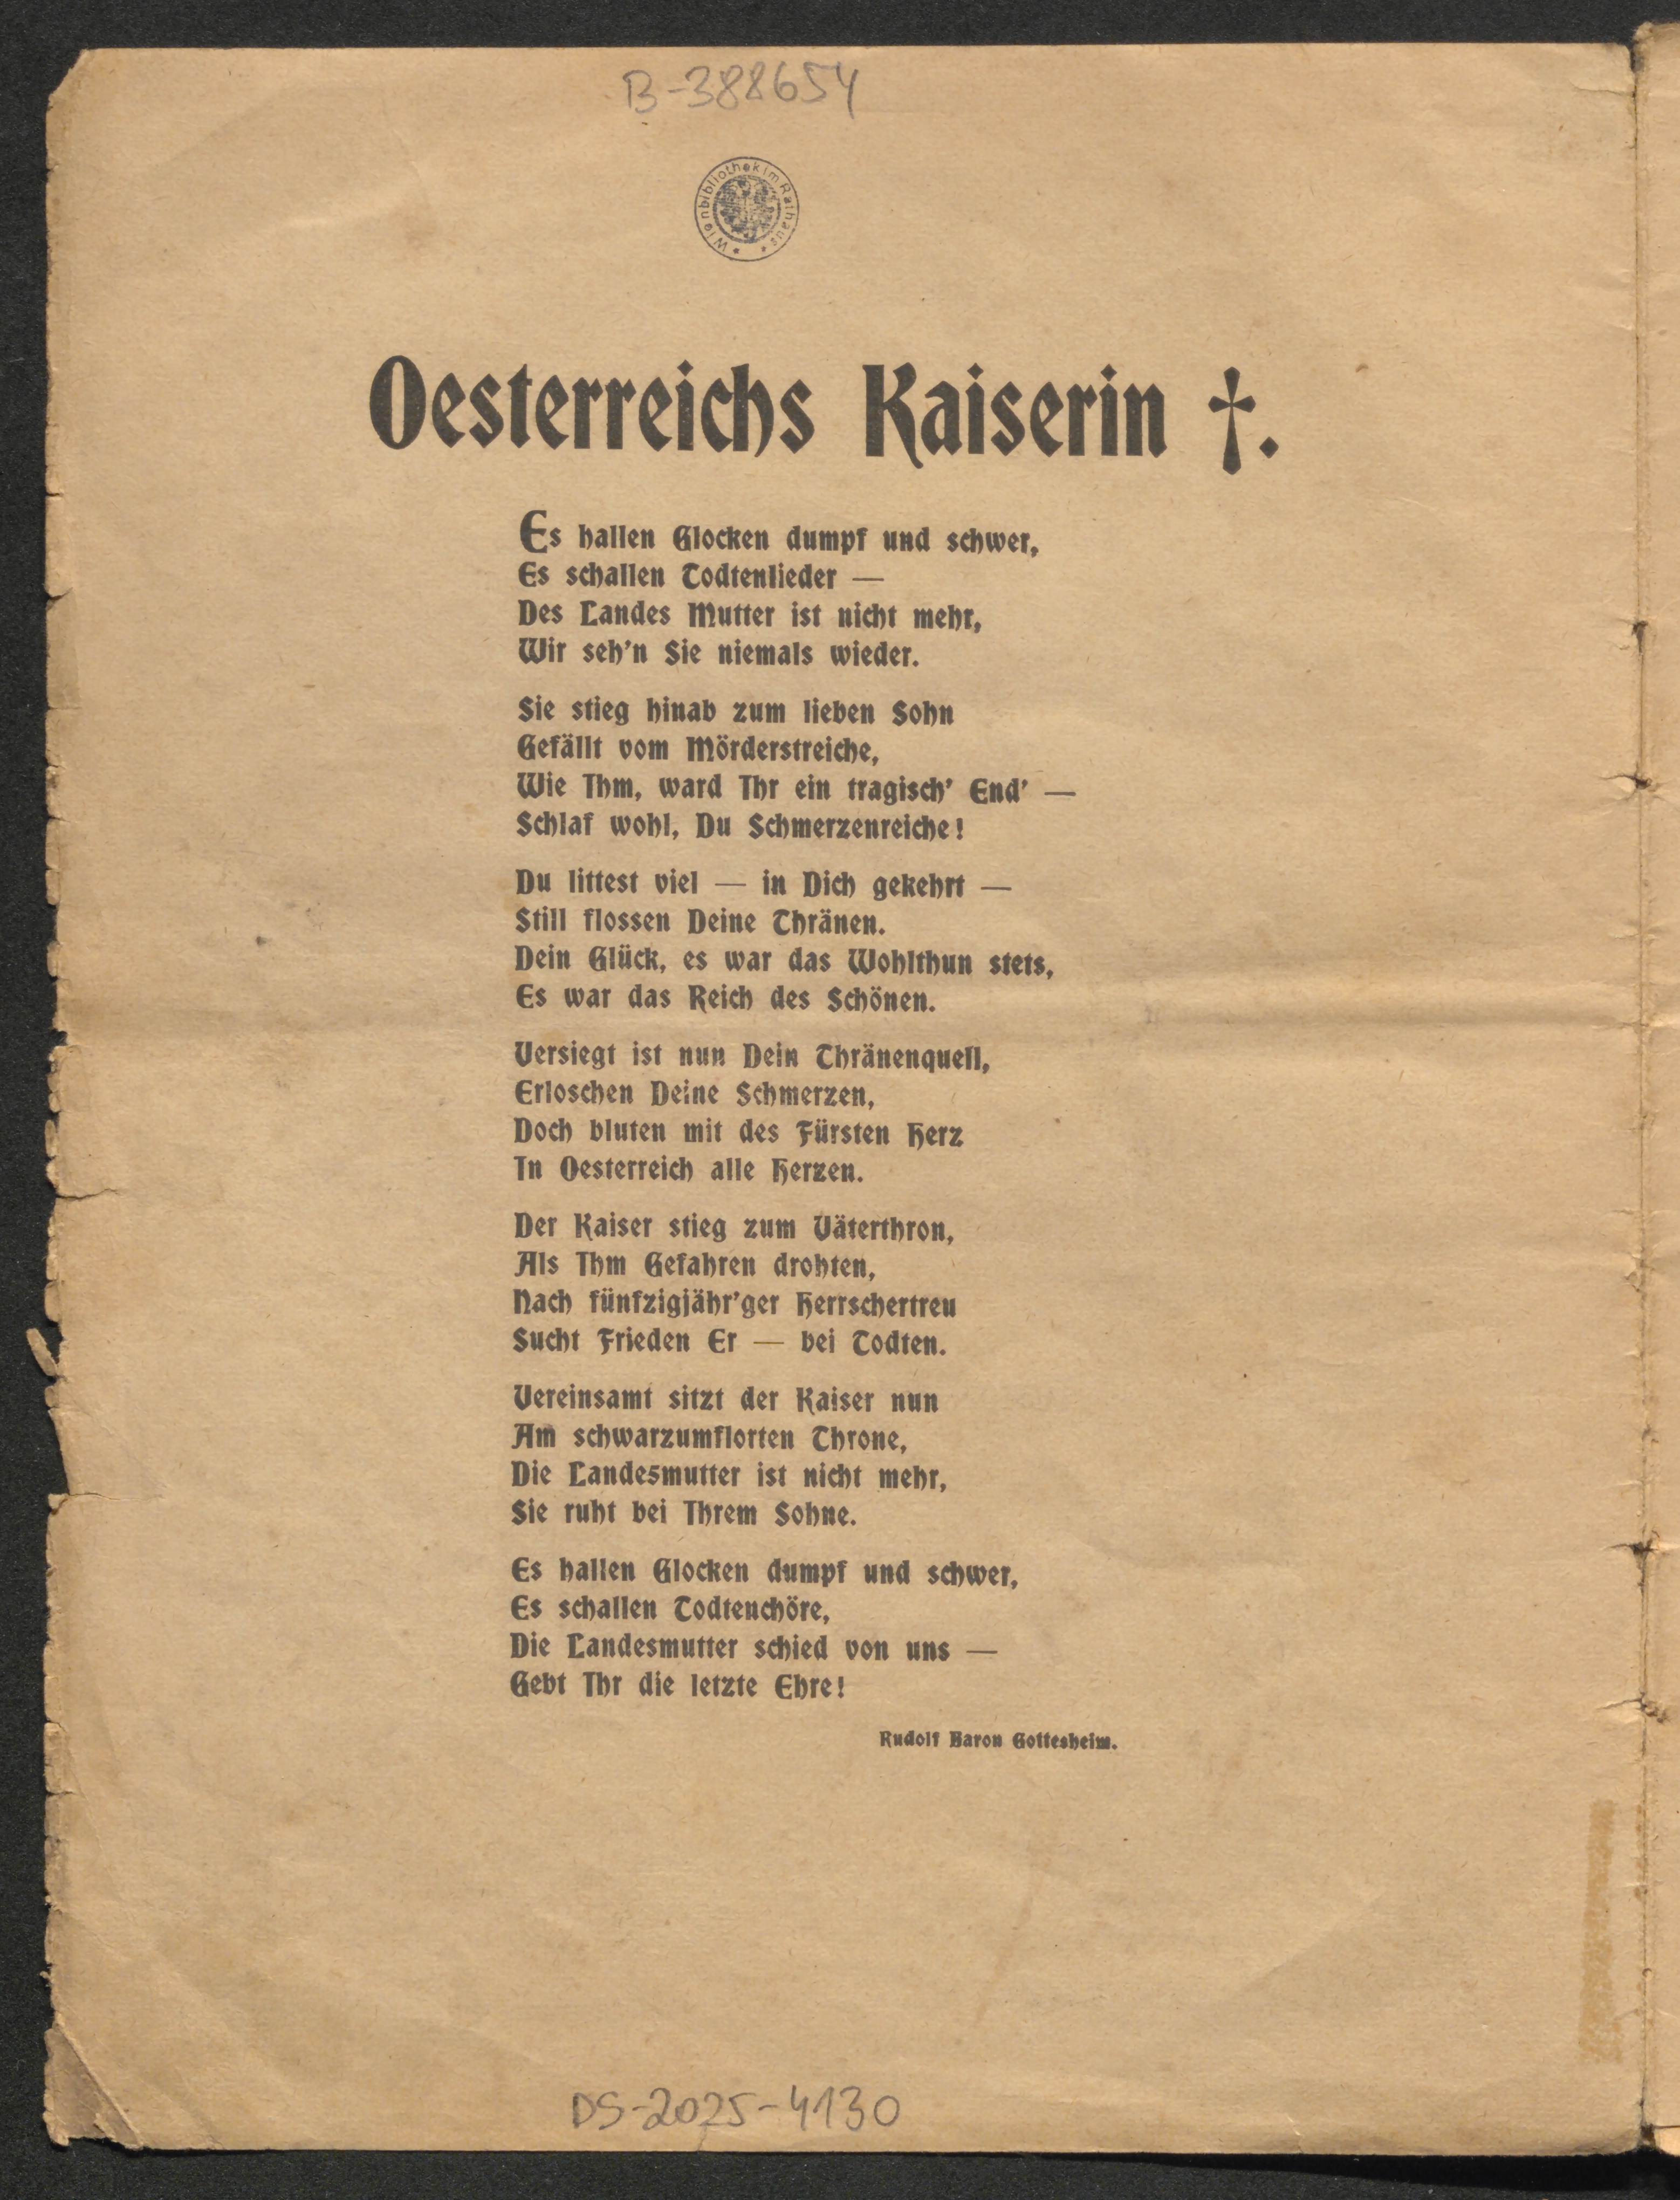 B-388654
Wienbibliothek im Rathaus
Oesterreichs Kaiserin †.
Es hallen Glocken dumpf und schwer,
Es schallen Todtenlieder —
Des Landes Mutter ist nicht mehr,
Wir seh'n Sie niemals wieder.
Sie stieg hinab zum lieben Sohn
Gefällt vom Mörderstreiche,
Wie Ihm, ward Ihr ein tragisch' End' —
Schlaf wohl, Du Schmerzenreiche!
Du littest viel — in Dich gekehrt —
Still flossen Deine Thränen.
Dein Glück, es war das Wohlthun stets,
Es war das Reich des Schönen.
Versiegt ist nun Dein Thränenquell,
Erloschen Deine Schmerzen,
Doch bluten mit des Fürsten Herz
In Oesterreich alle Herzen.
Der Kaiser stieg zum Väterthron,
Als Ihm Gefahren drohten,
Nach fünfzigjähr'ger Herrschertreu
Sucht Frieden Er — bei Todten.
Vereinsamt sitzt der Kaiser nun
Am schwarzumflorten Throne,
Die Landesmutter ist nicht mehr,
Sie ruht bei Ihrem Sohne.
Es hallen Glocken dumpf und schwer,
Es schallen Todtenchöre,
Die Landesmutter schied von uns —
Gebt Ihr die letzte Ehre!
Rudolf Baron Gottesheim.
DS-2025-4130